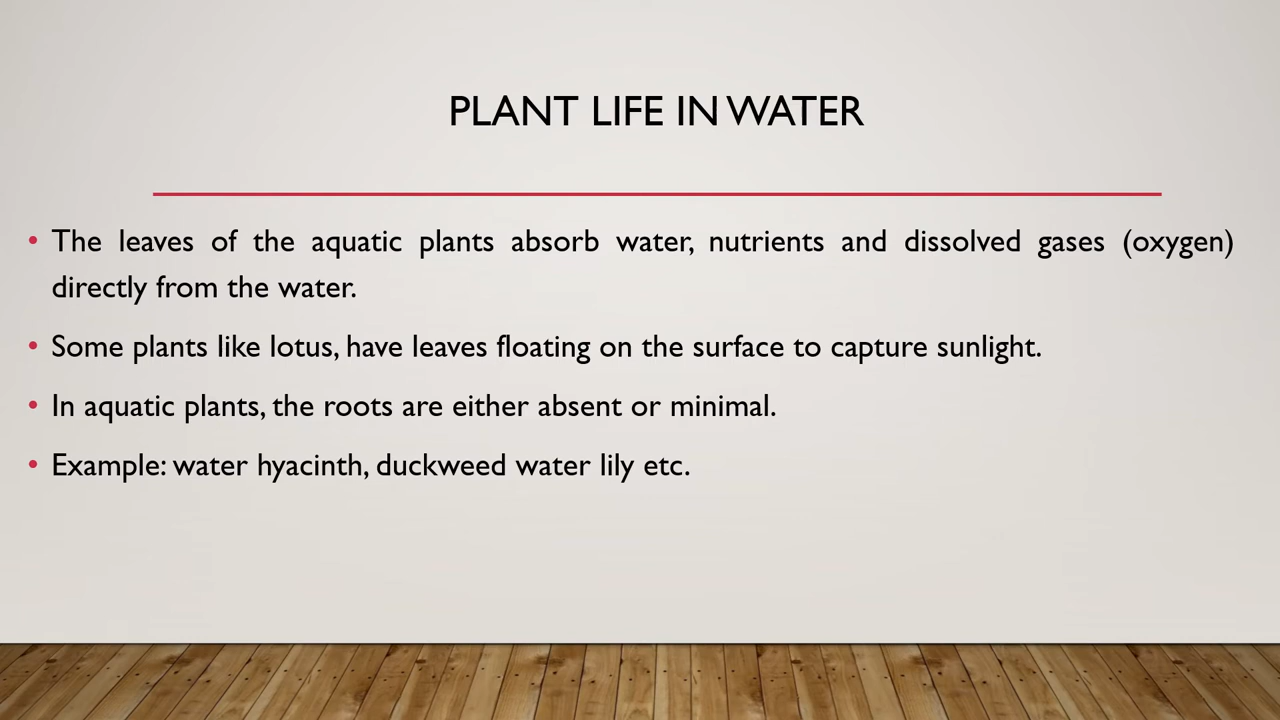 PLANT LIFE IN WATER
• The leaves of the aquatic plants absorb water, nutrients and dissolved gases (oxygen)
directly from the water.
• Some plants like lotus, have leaves floating on the surface to capture sunlight.
• In aquatic plants, the roots are either absent or minimal.
• Example: water hyacinth, duckweed water lily etc.